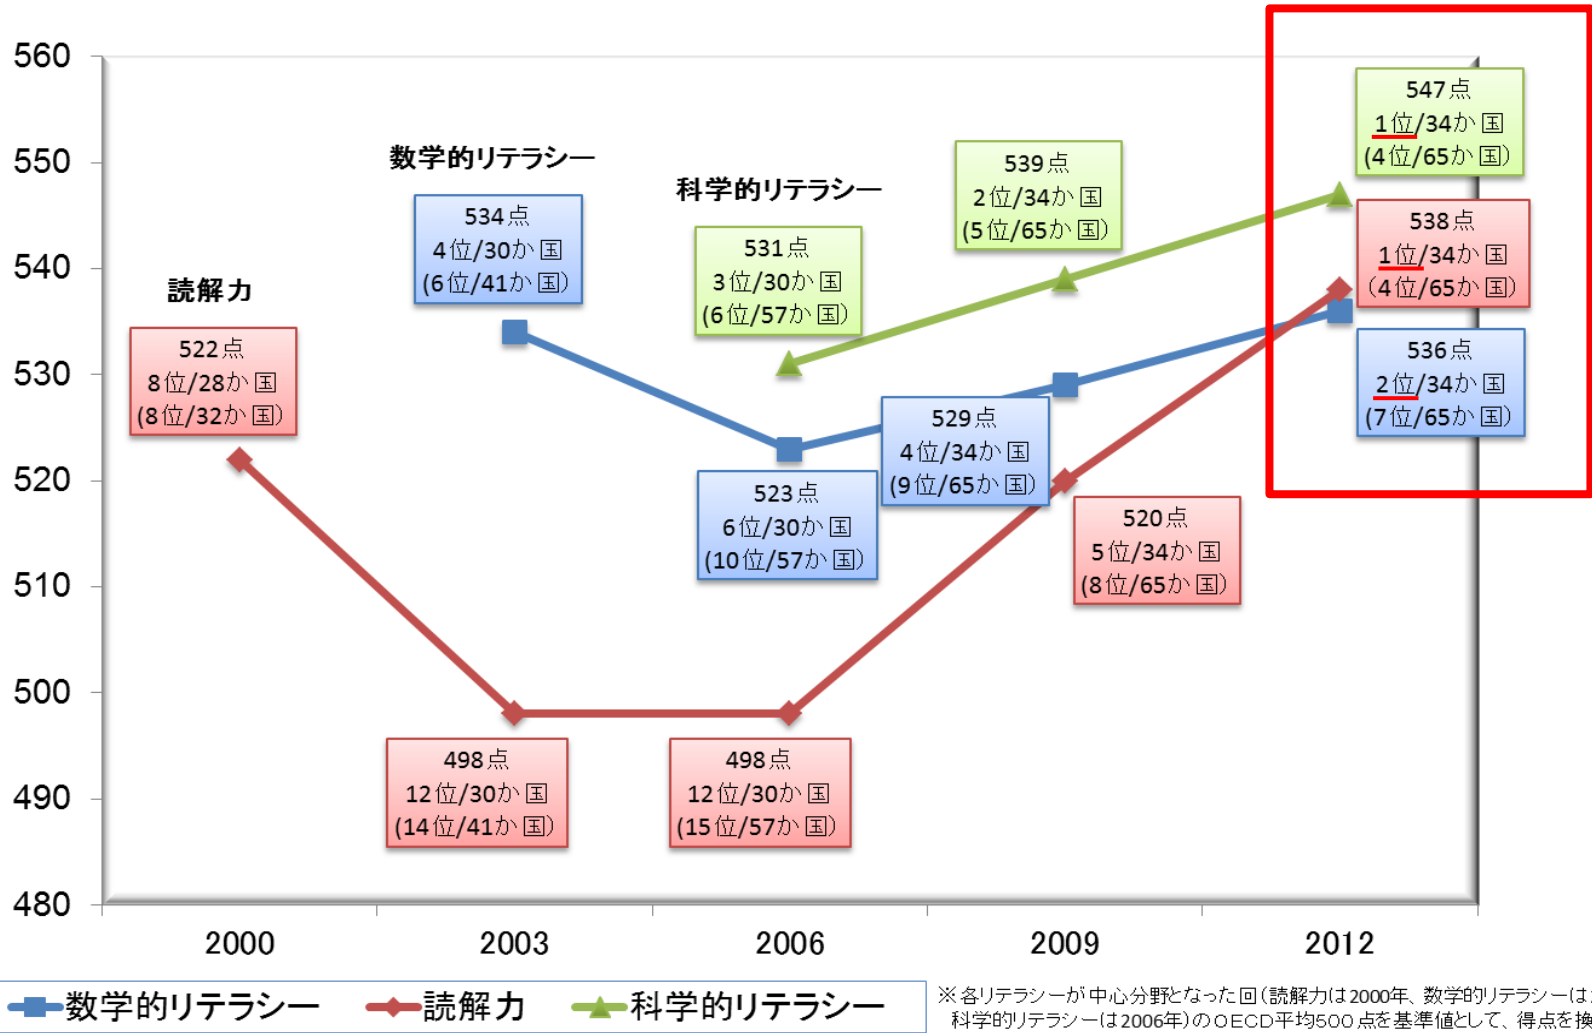 560
550
540
530
520
510
500
490
480
読解力
522点
8位/28か国
(8位/32か国)
数学的リテラシー
534点
4位/30か国
(6位/41か国)
498点
12位/30か国
(14位/41か国)
科学的リテラシー
531点
3位/30か国
(6位/57か国)
523点
6位/30か国
(10位/57か国)
498点
12位/30か国
(15位/57か国)
539点
2位/34か国
(5位/65か国)
529点
4位/34か国
(9位/65か国)
520点
5位/34か国
(8位/65か国)
547点
1位/34か国
(4位/65か国)
538点
1位/34か国
(4位/65か国)
536点
2位/34か国
(7位/65か国)
2000 2003 2006 2009 2012
数学的リテラシー 読解力 科学的リテラシー
※各リテラシーが中心分野となった回(読解力は2000年、数学的リテラシーは
科学的リテラシーは2006年)のOECD平均500点を基準値として、得点を